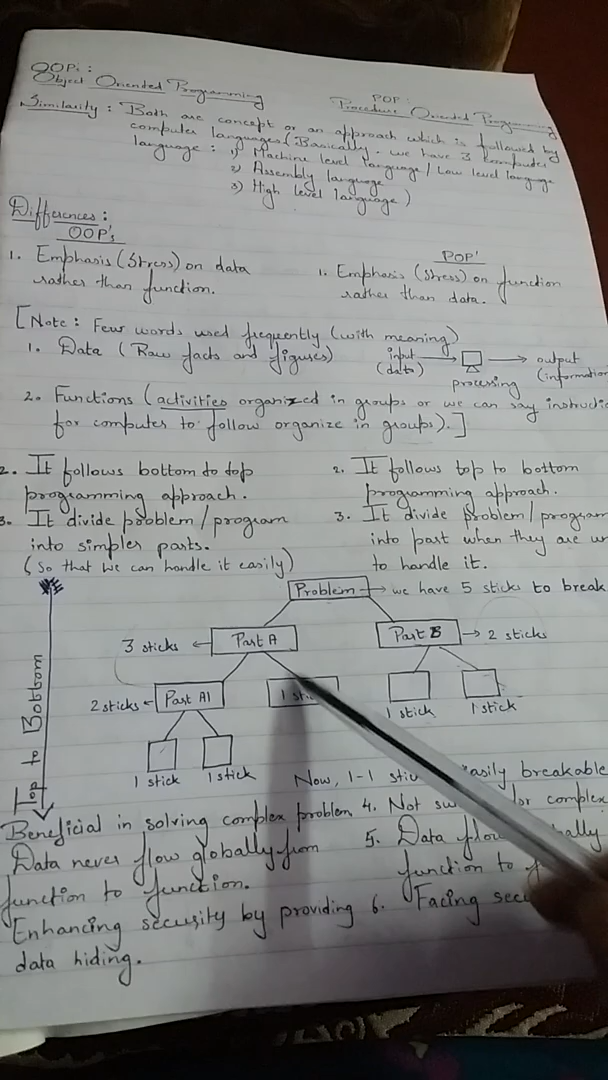 OOPs :
Object Oriented Programming
POP :
Procedure Oriented Programming
Similarity : Both are concept or an approach which is followed by
computer languages (Basically, we have 3 computer
language : 1) Machine level language / Low level language
2) Assembly language
3) High level language )
Differences :
OOP's
POP'
1. Emphasis (Stress) on data
rather than function.
1. Emphasis (Stress) on function
rather than data.
[Note : Few words used frequently (with meaning)
1. Data (Raw facts and figures)
input
(data)
processing
output
(information
2. Functions (activities organized in groups or we can say
for computer to follow organize in groups). ]
2. It follows bottom to top
programming approach.
2. It follows top to bottom
programming approach.
3. It divide problem / program
into simpler parts.
(So that we can handle it easily)
3. It divide problem / program
into part when they are
to handle it.
Problem → we have 5 sticks to break
3 sticks ← Part A
Part B → 2 sticks
2 sticks ← Part A1
1 stick
1 stick
1 stick
1 stick
Top to Bottom
Now, 1-1 easily breakable
Beneficial in solving complex problem
4. Not for complex
Data never flow globally from
function to function.
5. Data
function to
Enhancing security by providing
data hiding.
6. Facing